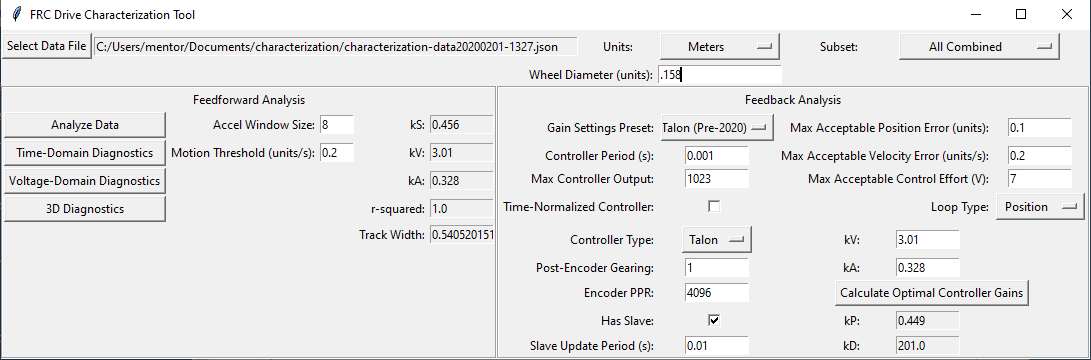 FRC Drive Characterization Tool
Select Data File C:/Users/mentor/Documents/characterization/characterization-data20200201-1327.json Units: Meters Subset: All Combined
Wheel Diameter (units): .158
Feedforward Analysis
Analyze Data Accel Window Size: 8 kS: 0.456
Time-Domain Diagnostics Motion Threshold (units/s): 0.2 kV: 3.01
Voltage-Domain Diagnostics kA: 0.328
3D Diagnostics r-squared: 1.0
Track Width: 0.540520151
Feedback Analysis
Gain Settings Preset: Talon (Pre-2020) Max Acceptable Position Error (units): 0.1
Controller Period (s): 0.001 Max Acceptable Velocity Error (units/s): 0.2
Max Controller Output: 1023 Max Acceptable Control Effort (V): 7
Time-Normalized Controller: Loop Type: Position
Controller Type: Talon kV: 3.01
Post-Encoder Gearing: 1 kA: 0.328
Encoder PPR: 4096 Calculate Optimal Controller Gains
Has Slave: kP: 0.449
Slave Update Period (s): 0.01 kD: 201.0